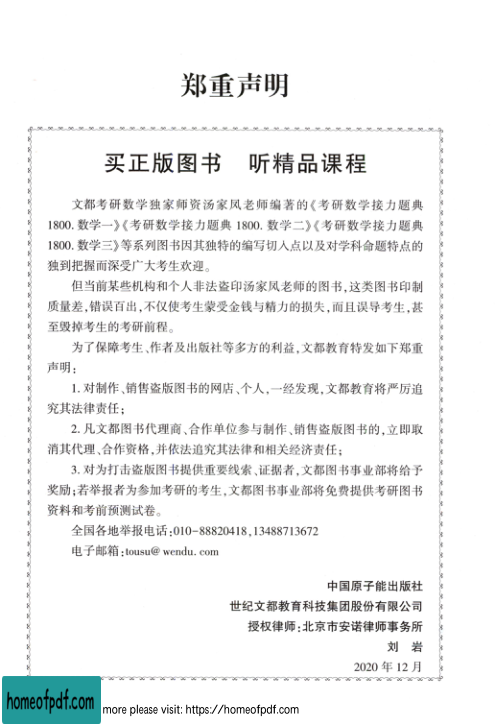 郑重声明
买正版图书 听精品课程
文都考研数学独家师资汤家凤老师编著的《考研数学接力题典
1800.数学一》《考研数学接力题典 1800.数学二》《考研数学接力题典
1800.数学三》等系列图书因其独特的编写切入点以及对学科命题特点的
独到把握而深受广大考生欢迎。
但当前某些机构和个人非法盗印汤家凤老师的图书,这类图书印制
质量差,错误百出,不仅使考生蒙受金钱与精力的损失,而且误导考生,甚
至毁掉考生的考研前程。
为了保障考生、作者及出版社等多方的利益,文都教育特发如下郑重
声明:
1. 对制作、销售盗版图书的网店、个人,一经发现,文都教育将严厉追
究其法律责任;
2. 凡文都图书代理商、合作单位参与制作、销售盗版图书的,立即取
消其代理、合作资格,并依法追究其法律和相关经济责任;
3. 对为打击盗版图书提供重要线索、证据者,文都图书事业部将给予
奖励;若举报者为参加考研的考生,文都图书事业部将免费提供考研图书
资料和考前预测试卷。
全国各地举报电话:010-88820418,13488713672
电子邮箱:tousu@wendu.com
中国原子能出版社
世纪文都教育科技集团股份有限公司
授权律师:北京市安诺律师事务所
刘 岩
2020 年 12 月
homeofpdf.com
more please visit: https://homeofpdf.com